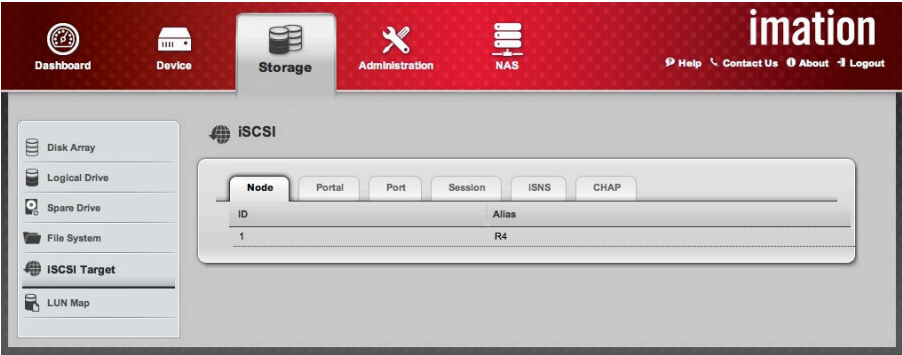 imation
Dashboard Device Storage Administration NAS
Help Contact Us About Logout
iSCSI
Disk Array
Logical Drive
Spare Drive
File System
iSCSI Target
LUN Map
Node Portal Port Session iSNS CHAP
ID Alias
1 R4